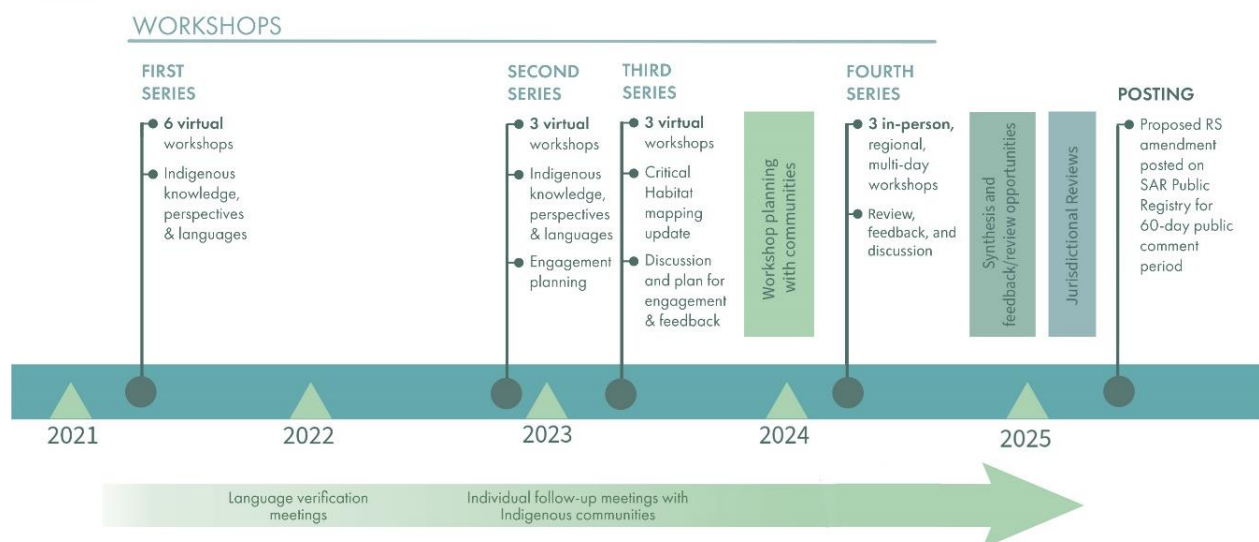 WORKSHOPS
FIRST
SERIES
6 virtual
workshops
Indigenous
knowledge,
perspectives
& languages
SECOND
SERIES
3 virtual
workshops
Indigenous
knowledge,
perspectives
& languages
Engagement
planning
THIRD
SERIES
3 virtual
workshops
Critical
Habitat
mapping
update
Discussion
and plan for
engagement
& feedback
Workshop planning
with communities
FOURTH
SERIES
3 in-person,
regional,
multi-day
workshops
Review,
feedback, and
discussion
Synthesis and
feedback/review opportunities
Jurisdictional Reviews
POSTING
Proposed RS
amendment
posted on
SAR Public
Registry for
60-day public
comment
period
2021
2022
2023
2024
2025
Language verification
meetings
Individual follow-up meetings with
Indigenous communities